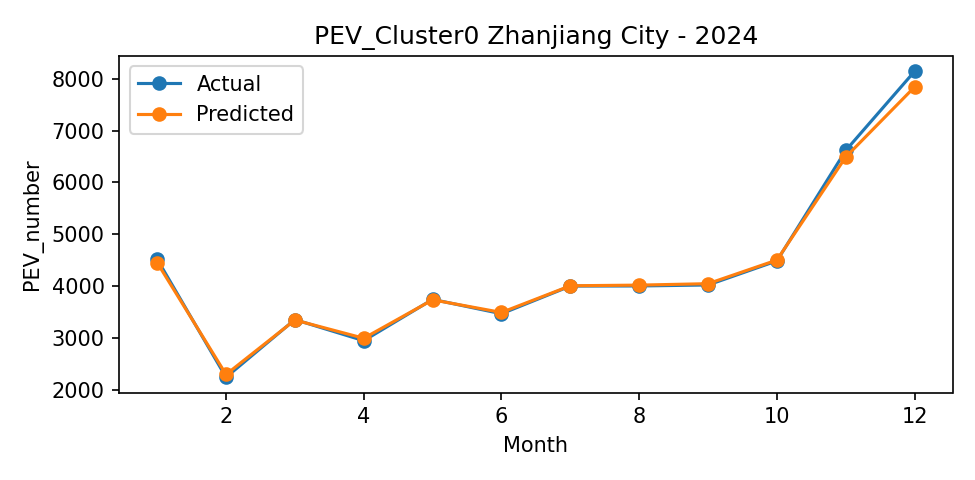 PEV_Cluster0 Zhanjiang City - 2024
Actual
Predicted
PEV_number
8000
7000
6000
5000
4000
3000
2000
2 4 6 8 10 12
Month